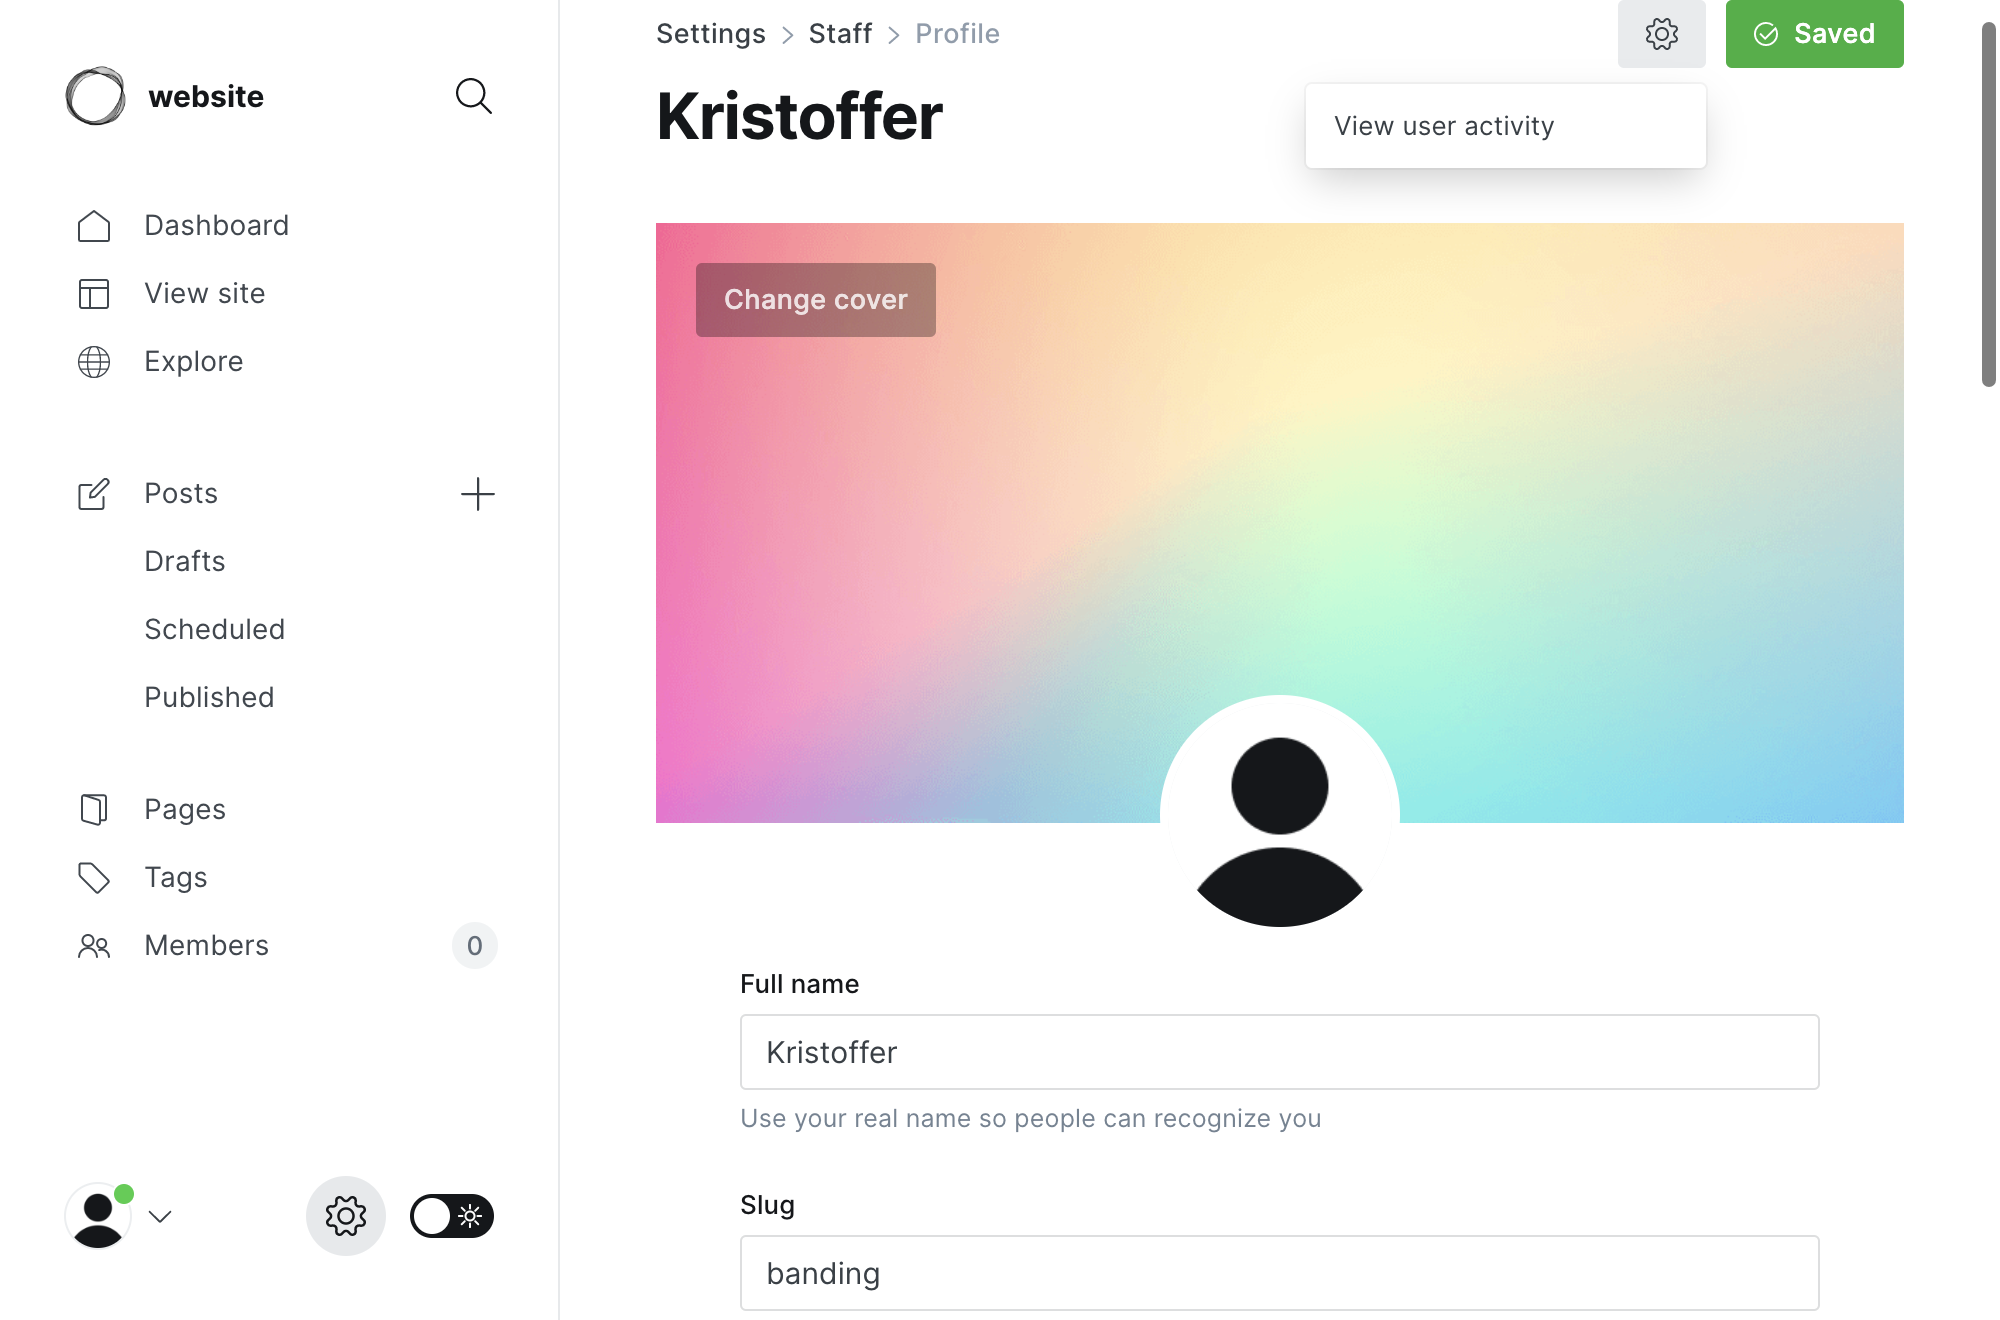 website
Dashboard
View site
Explore
Posts
Drafts
Scheduled
Published
Pages
Tags
Members 0
Settings > Staff > Profile
Saved
Kristoffer
View user activity
Change cover
Full name
Kristoffer
Use your real name so people can recognize you
Slug
banding